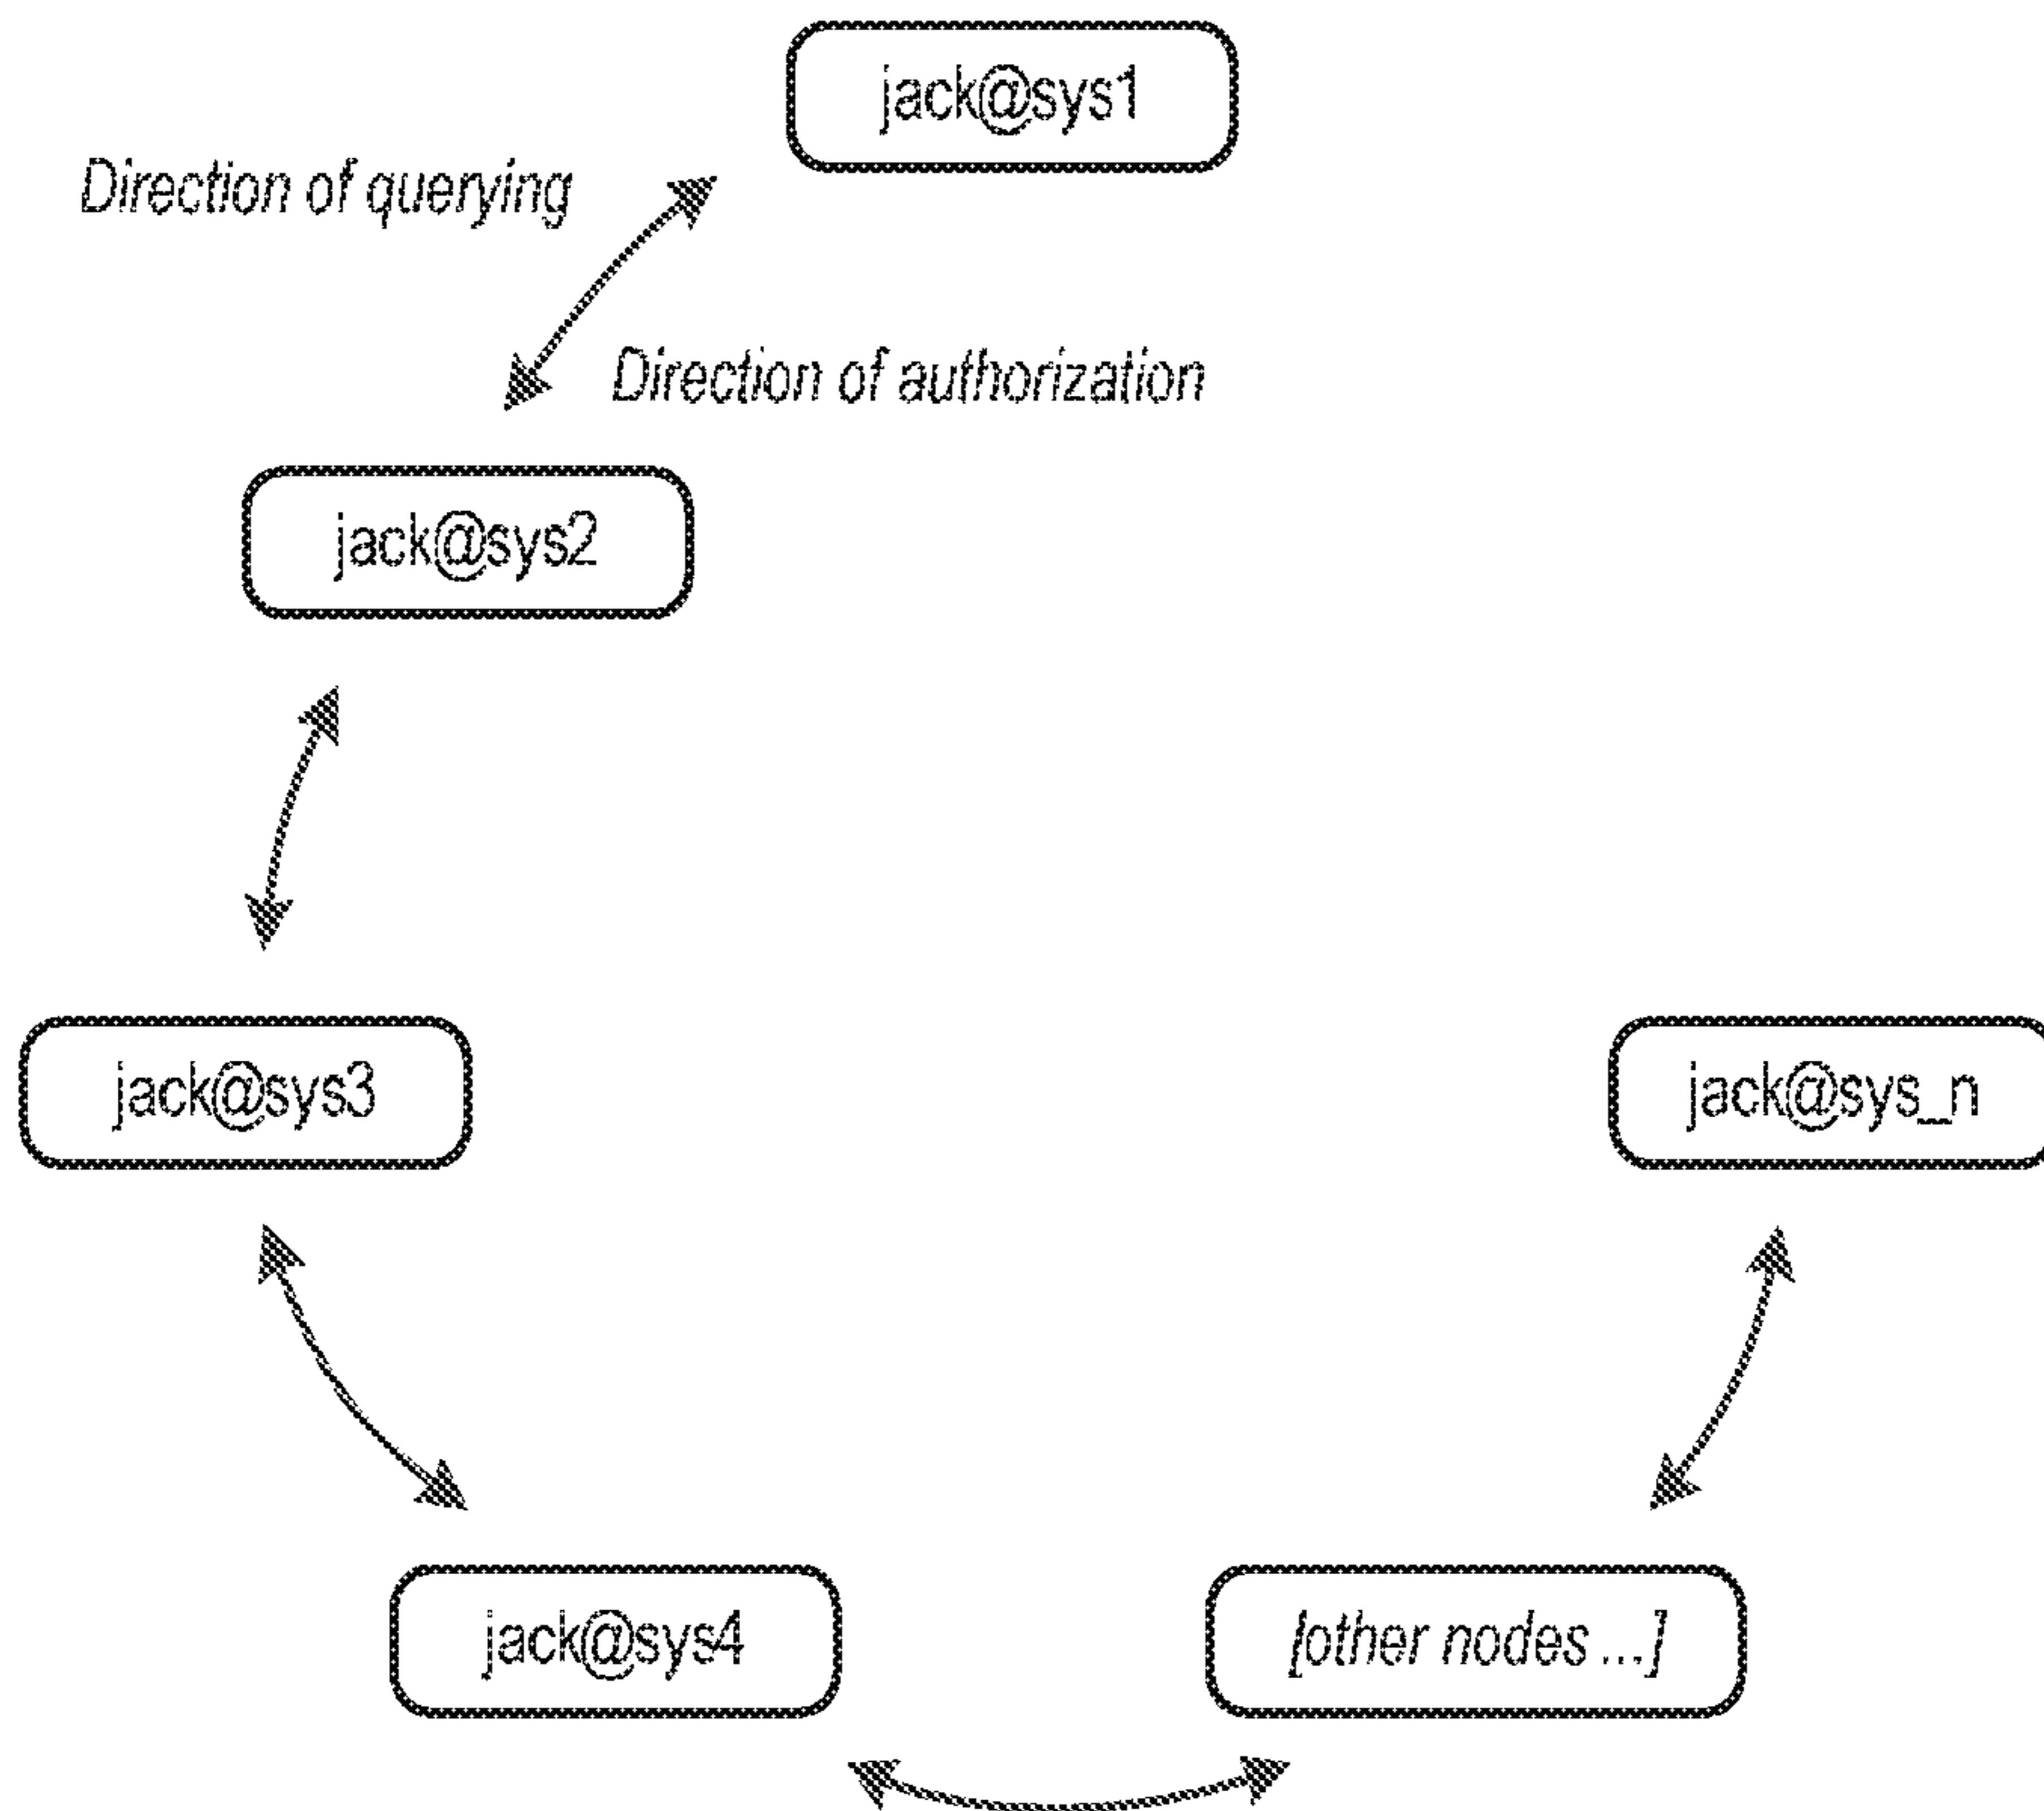 jack@sys1
Direction of querying
Direction of authorization
jack@sys2
jack@sys3
jack@sys_n
jack@sys4
[other nodes ...]